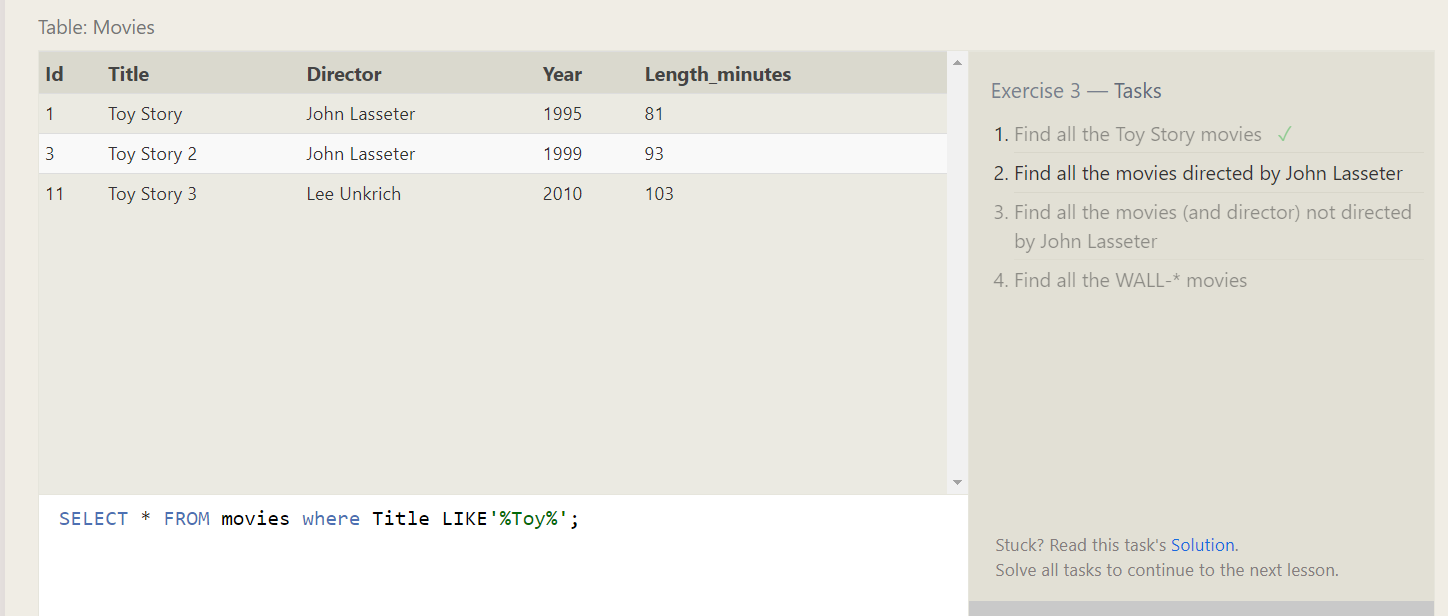 Table: Movies
Id Title Director Year Length_minutes
1 Toy Story John Lasseter 1995 81
3 Toy Story 2 John Lasseter 1999 93
11 Toy Story 3 Lee Unkrich 2010 103
SELECT * FROM movies where Title LIKE'%Toy%';
Exercise 3 — Tasks
1. Find all the Toy Story movies ✓
2. Find all the movies directed by John Lasseter
3. Find all the movies (and director) not directed
by John Lasseter
4. Find all the WALL-* movies
Stuck? Read this task's Solution.
Solve all tasks to continue to the next lesson.